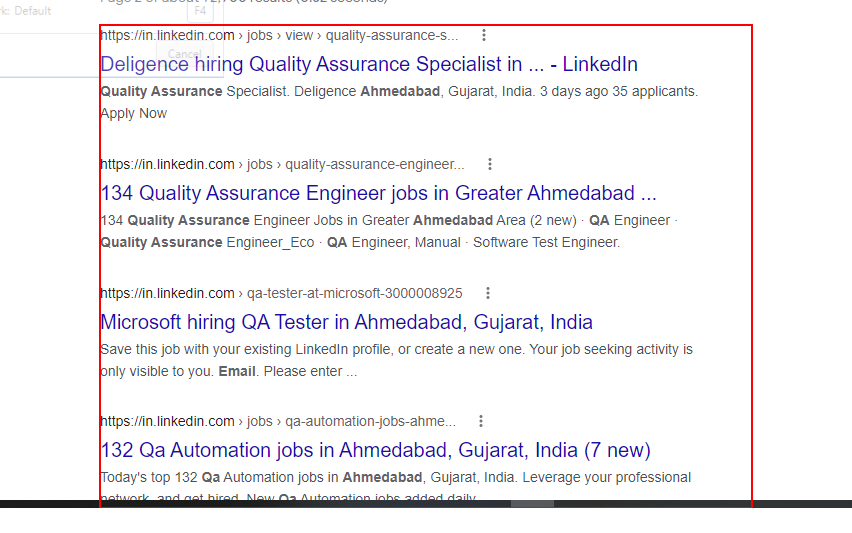 rk: Default
F4
Cancel
https://in.linkedin.com › jobs › view › quality-assurance-s...
Deligence hiring Quality Assurance Specialist in ... - LinkedIn
Quality Assurance Specialist. Deligence Ahmedabad, Gujarat, India. 3 days ago 35 applicants.
Apply Now
https://in.linkedin.com › jobs › quality-assurance-engineer...
134 Quality Assurance Engineer jobs in Greater Ahmedabad ...
134 Quality Assurance Engineer Jobs in Greater Ahmedabad Area (2 new) · QA Engineer ·
Quality Assurance Engineer_Eco · QA Engineer, Manual · Software Test Engineer.
https://in.linkedin.com › qa-tester-at-microsoft-3000008925
Microsoft hiring QA Tester in Ahmedabad, Gujarat, India
Save this job with your existing LinkedIn profile, or create a new one. Your job seeking activity is
only visible to you. Email. Please enter ...
https://in.linkedin.com › jobs › qa-automation-jobs-ahme...
132 Qa Automation jobs in Ahmedabad, Gujarat, India (7 new)
Today's top 132 Qa Automation jobs in Ahmedabad, Gujarat, India. Leverage your professional
network, and get hired. New Qa Automation jobs added daily.